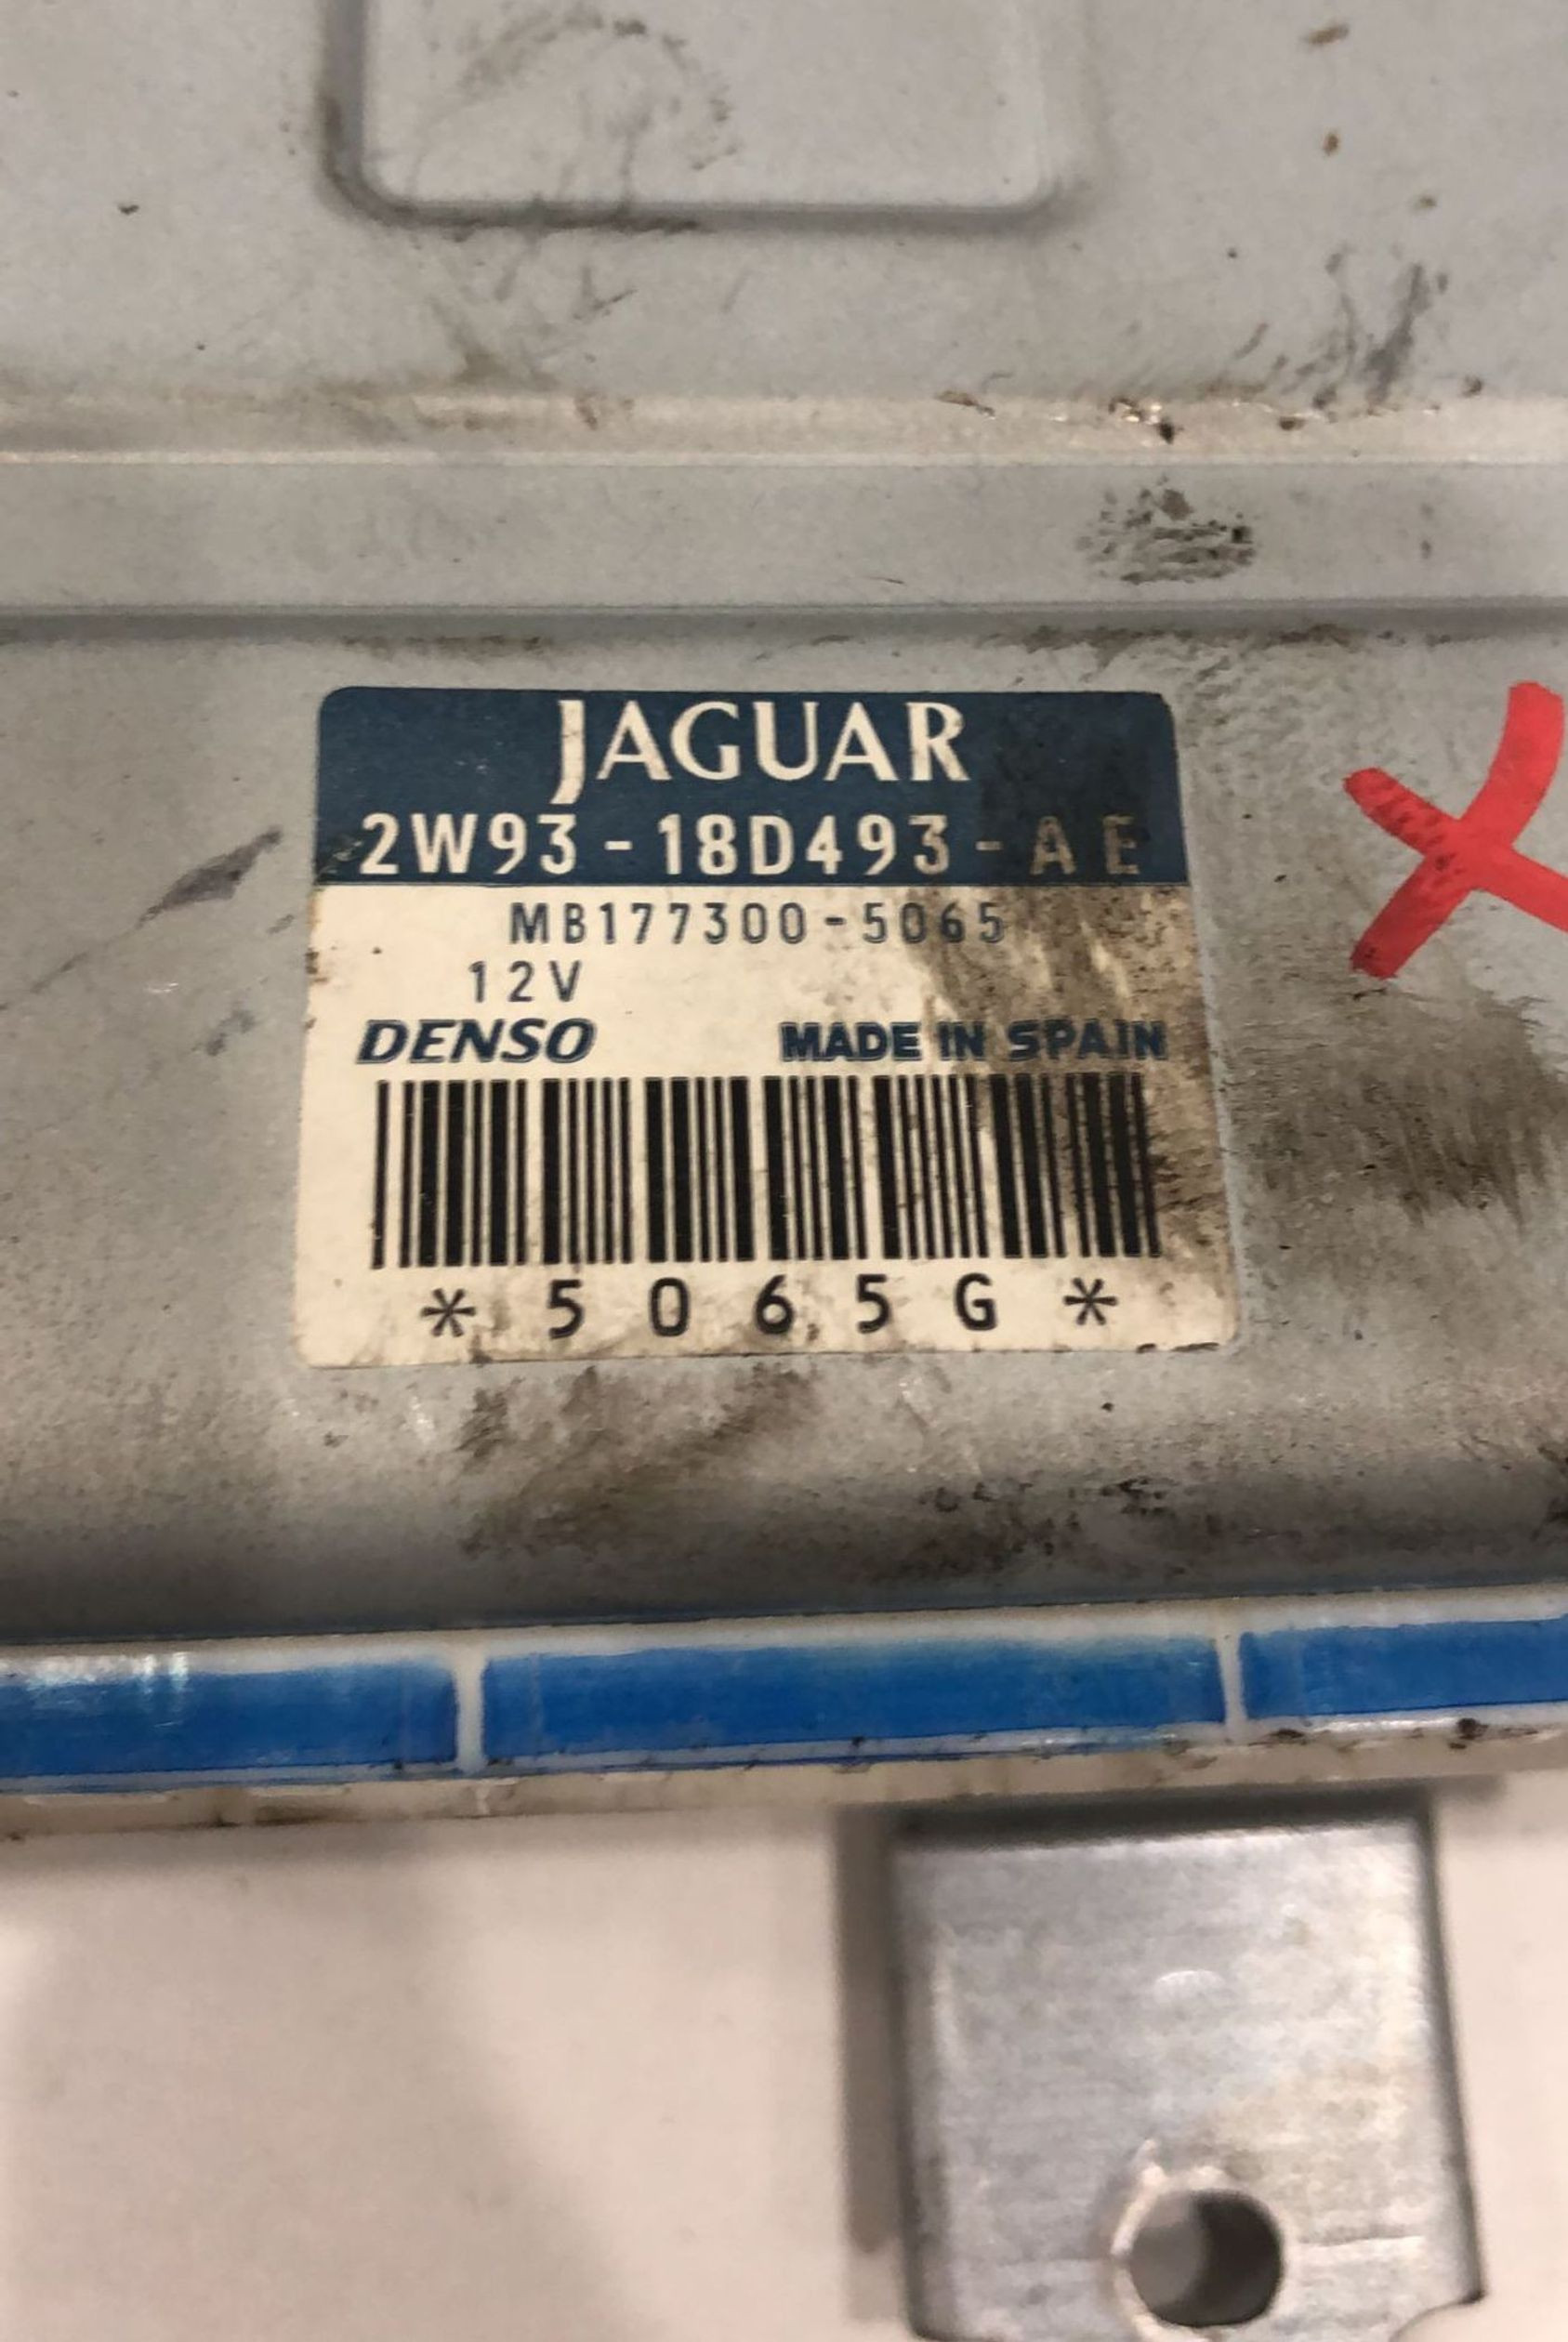 JAGUAR
2W93-18D493-AE
MB177300-5065
12V
DENSO MADE IN SPAIN
*5065G*